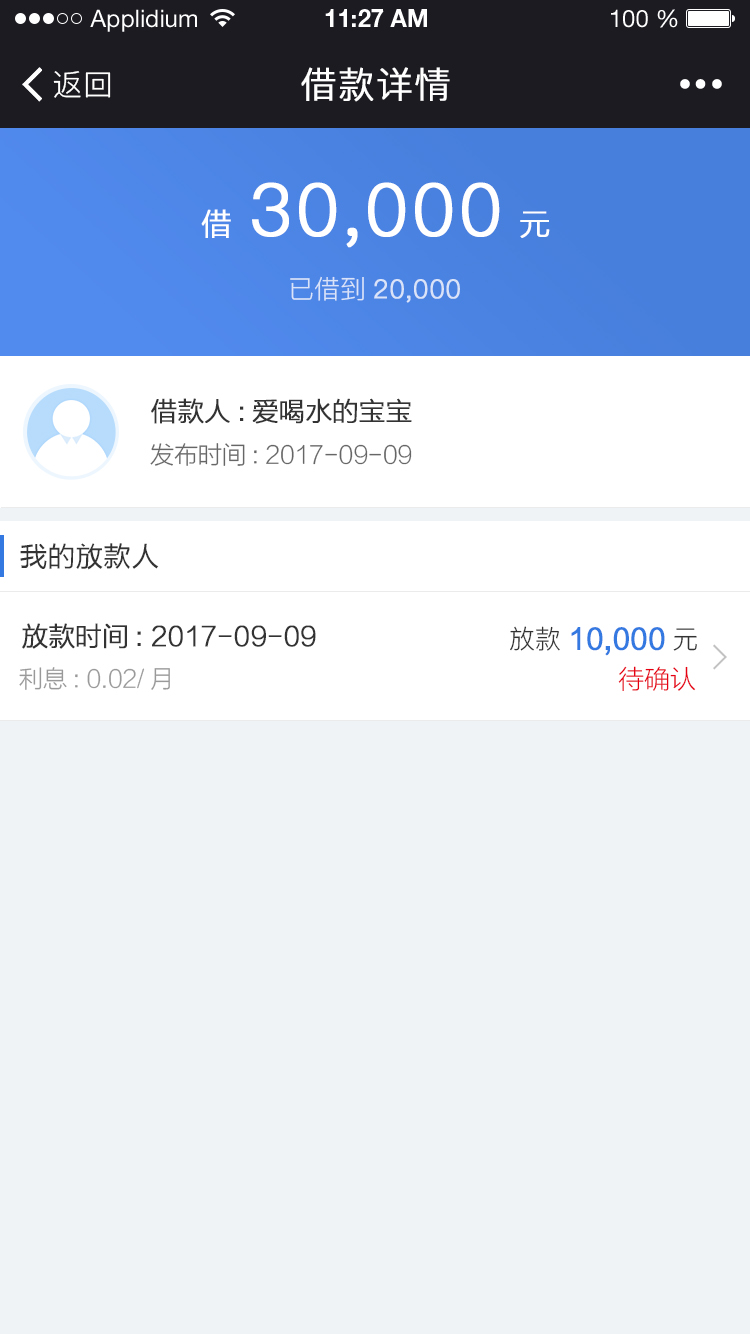 Applidium 11:27 AM 100 %
返回 借款详情
借 30,000 元
已借到 20,000
借款人 : 爱喝水的宝宝
发布时间 : 2017-09-09
我的放款人
放款时间 : 2017-09-09 放款 10,000 元
利息 : 0.02/ 月 待确认